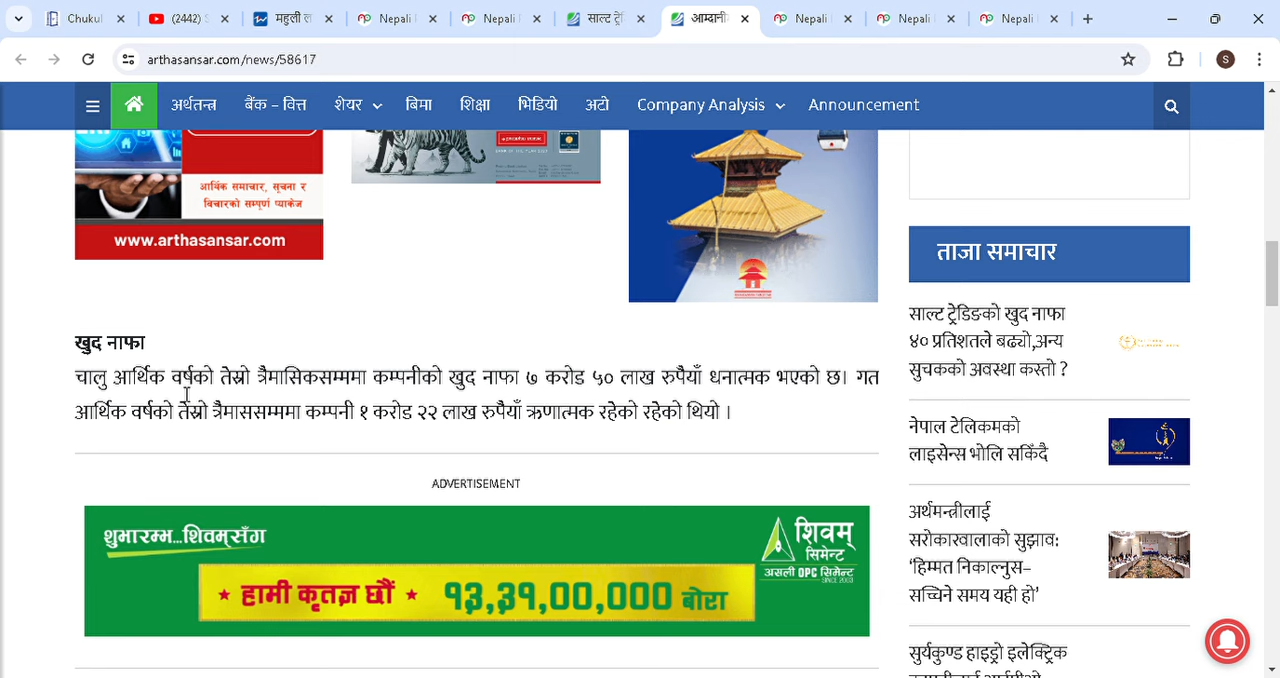 Chukul
(2442) S
महुली ल
Nepali
Nepali
साल्ट ट्रे
आम्दानी
Nepali
Nepali
Nepali
arthasansar.com/news/58617
S
अर्थतन्त्र बैंक – वित्त शेयर बिमा शिक्षा भिडियो अटो Company Analysis Announcement
आर्थिक समाचार, सूचना र
विचारको सम्पूर्ण प्याकेज
www.arthasansar.com
खुद नाफा
चालु आर्थिक वर्षको तेस्रो त्रैमासिकसम्ममा कम्पनीको खुद नाफा ७ करोड ५० लाख रुपैयाँ धनात्मक भएको छ। गत
आर्थिक वर्षको तेस्रो त्रैमाससम्ममा कम्पनी १ करोड २२ लाख रुपैयाँ ऋणात्मक रहेको रहेको थियो ।
ADVERTISEMENT
शुभारम्भ...शिवम्सँग
हामी कृतज्ञ छौं
१३,३१,००,००० बोरा
शिवम्
सिमेन्ट
असली OPC सिमेन्ट
SINCE 2003
ताजा समाचार
साल्ट ट्रेडिङको खुद नाफा
४० प्रतिशतले बढ्यो,अन्य
सुचकको अवस्था कस्तो ?
नेपाल टेलिकमको
लाइसेन्स भोलि सकिँदै
अर्थमन्त्रीलाई
सरोकारवालाको सुझाव:
‘हिम्मत निकाल्नुस–
सच्चिने समय यही हो’
सुर्यकुण्ड हाइड्रो इलेक्ट्रिक